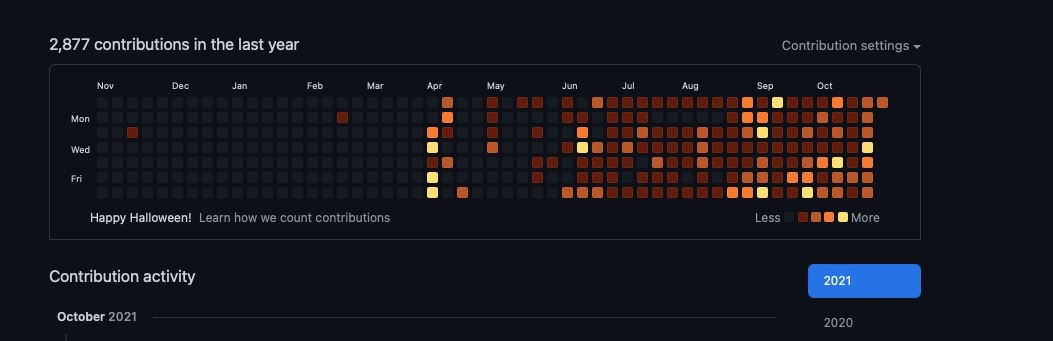 2,877 contributions in the last year
Contribution settings
Nov Dec Jan Feb Mar Apr May Jun Jul Aug Sep Oct
Mon
Wed
Fri
Happy Halloween! Learn how we count contributions
Less More
Contribution activity
2021
October 2021
2020